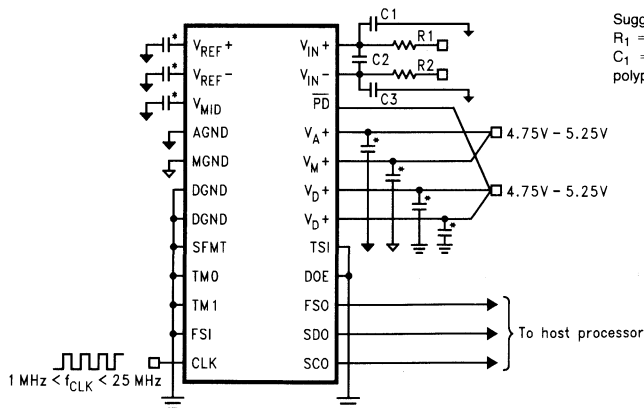 Sugg
R1 =
C1 =
polyp
C1
R1
C2
R2
C3
*
VREF+
*
VREF-
*
VMID
AGND
MGND
DGND
DGND
SFMT
TM0
TM1
FSI
CLK
VIN+
VIN-
PD
VA+
VM+
VD+
VD+
TSI
DOE
FSO
SDO
SCO
*
*
*
*
4.75V - 5.25V
4.75V - 5.25V
To host processor
1 MHz < fCLK < 25 MHz